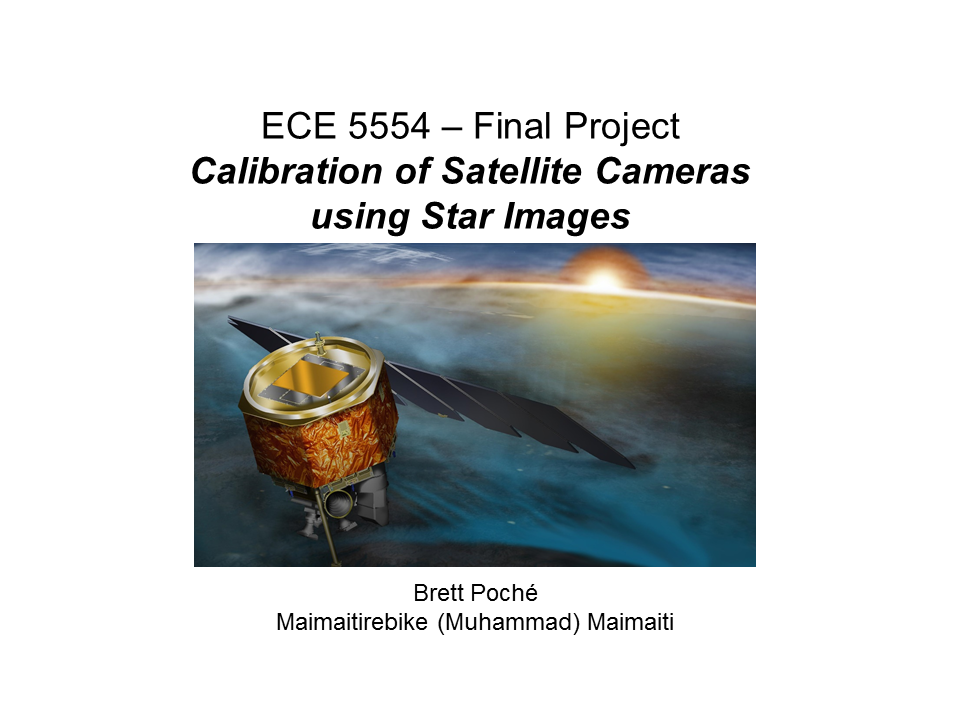 ECE 5554 – Final Project
Calibration of Satellite Cameras
using Star Images
Brett Poché
Maimaitirebike (Muhammad) Maimaiti